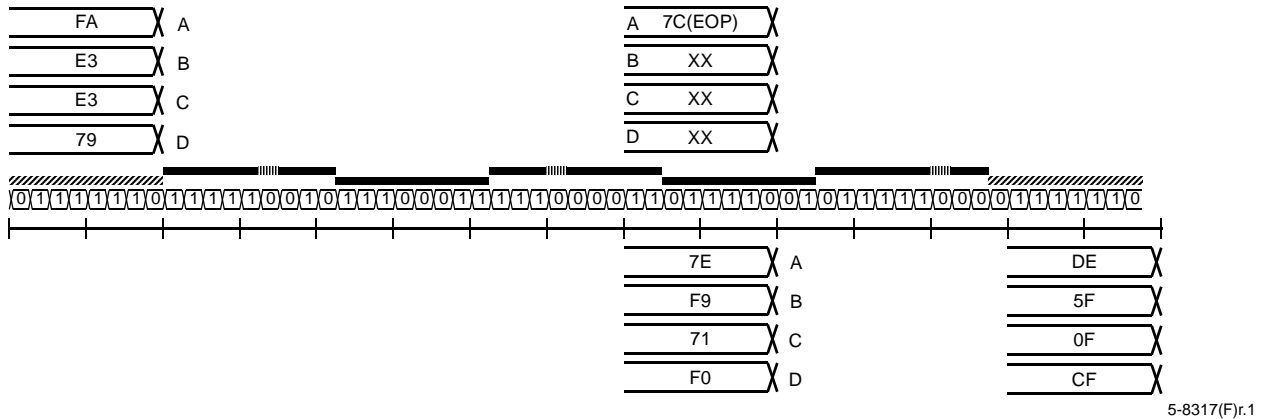 FA A A 7C(EOP)
E3 B B XX
E3 C C XX
79 D D XX
0 1 1 1 1 1 1 0 1 1 1 1 1 0 0 1 0 1 1 1 0 0 0 1 1 1 1 1 0 0 0 0 1 1 0 1 1 1 1 0 0 1 0 1 1 1 1 1 0 0 0 0 1 1 1 1 1 1 0
7E A DE
F9 B 5F
71 C 0F
F0 D CF
5-8317(F)r.1